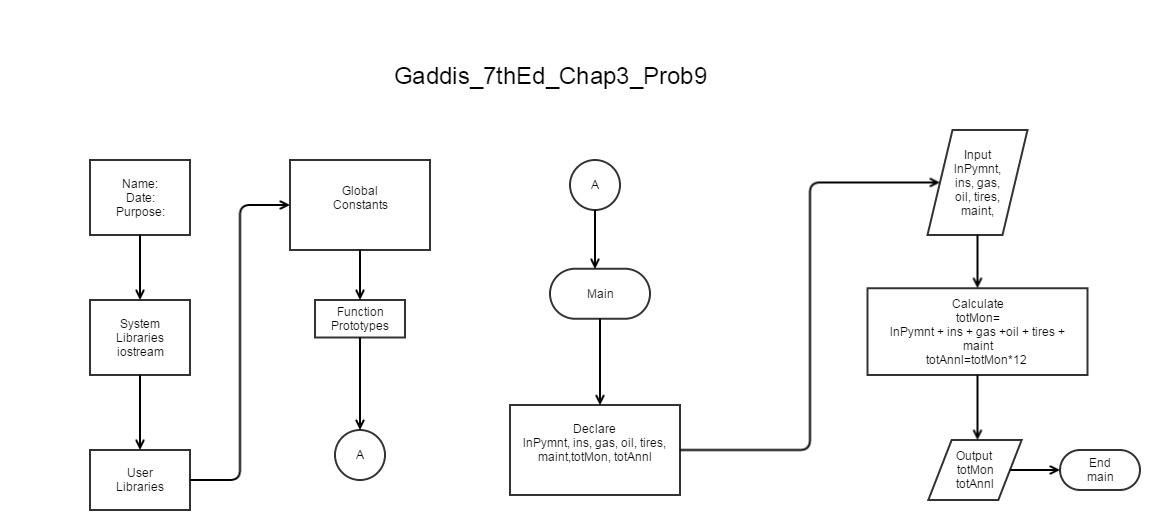 Gaddis_7thEd_Chap3_Prob9
Name:
Date:
Purpose:
System
Libraries
iostream
User
Libraries
Global
Constants
Function
Prototypes
A
A
Main
Declare
lnPymnt, ins, gas, oil, tires,
maint,totMon, totAnnl
Input
lnPymnt,
ins, gas,
oil, tires,
maint,
Calculate
totMon=
lnPymnt + ins + gas +oil + tires +
maint
totAnnl=totMon*12
Output
totMon
totAnnl
End
main